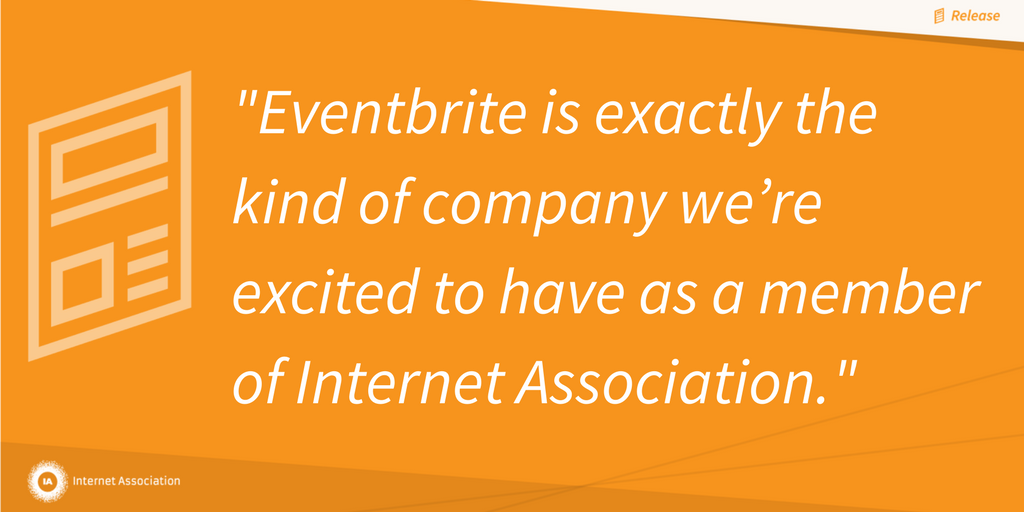 Release
"Eventbrite is exactly the
kind of company we’re
excited to have as a member
of Internet Association."
IA
Internet Association